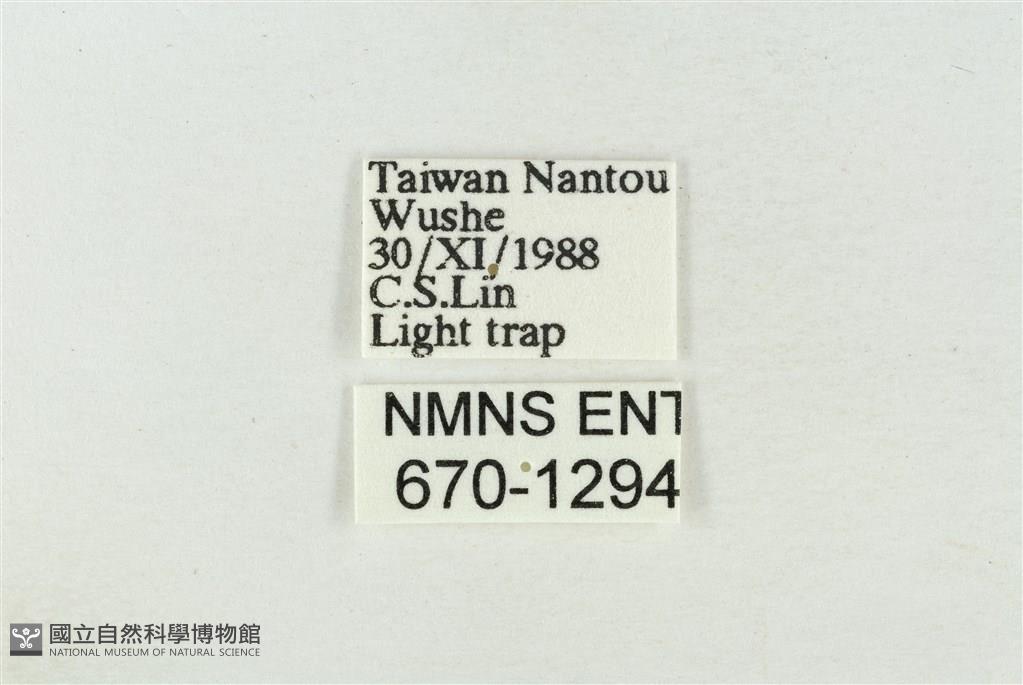 Taiwan Nantou
Wushe
30/XI/1988
C.S.Lin
Light trap
NMNS ENT
670-1294
國立自然科學博物館
NATIONAL MUSEUM OF NATURAL SCIENCE